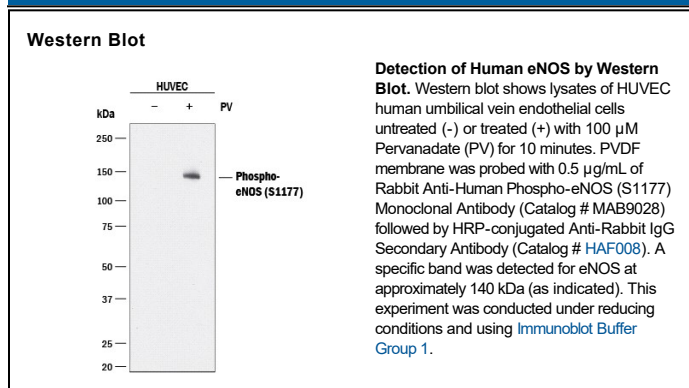 Western Blot
HUVEC
– + PV
kDa
250
150
100
75
50
37
25
20
Phospho-
eNOS (S1177)
Detection of Human eNOS by Western
Blot. Western blot shows lysates of HUVEC
human umbilical vein endothelial cells
untreated (-) or treated (+) with 100 µM
Pervanadate (PV) for 10 minutes. PVDF
membrane was probed with 0.5 µg/mL of
Rabbit Anti-Human Phospho-eNOS (S1177)
Monoclonal Antibody (Catalog # MAB9028)
followed by HRP-conjugated Anti-Rabbit IgG
Secondary Antibody (Catalog # HAF008). A
specific band was detected for eNOS at
approximately 140 kDa (as indicated). This
experiment was conducted under reducing
conditions and using Immunoblot Buffer
Group 1.